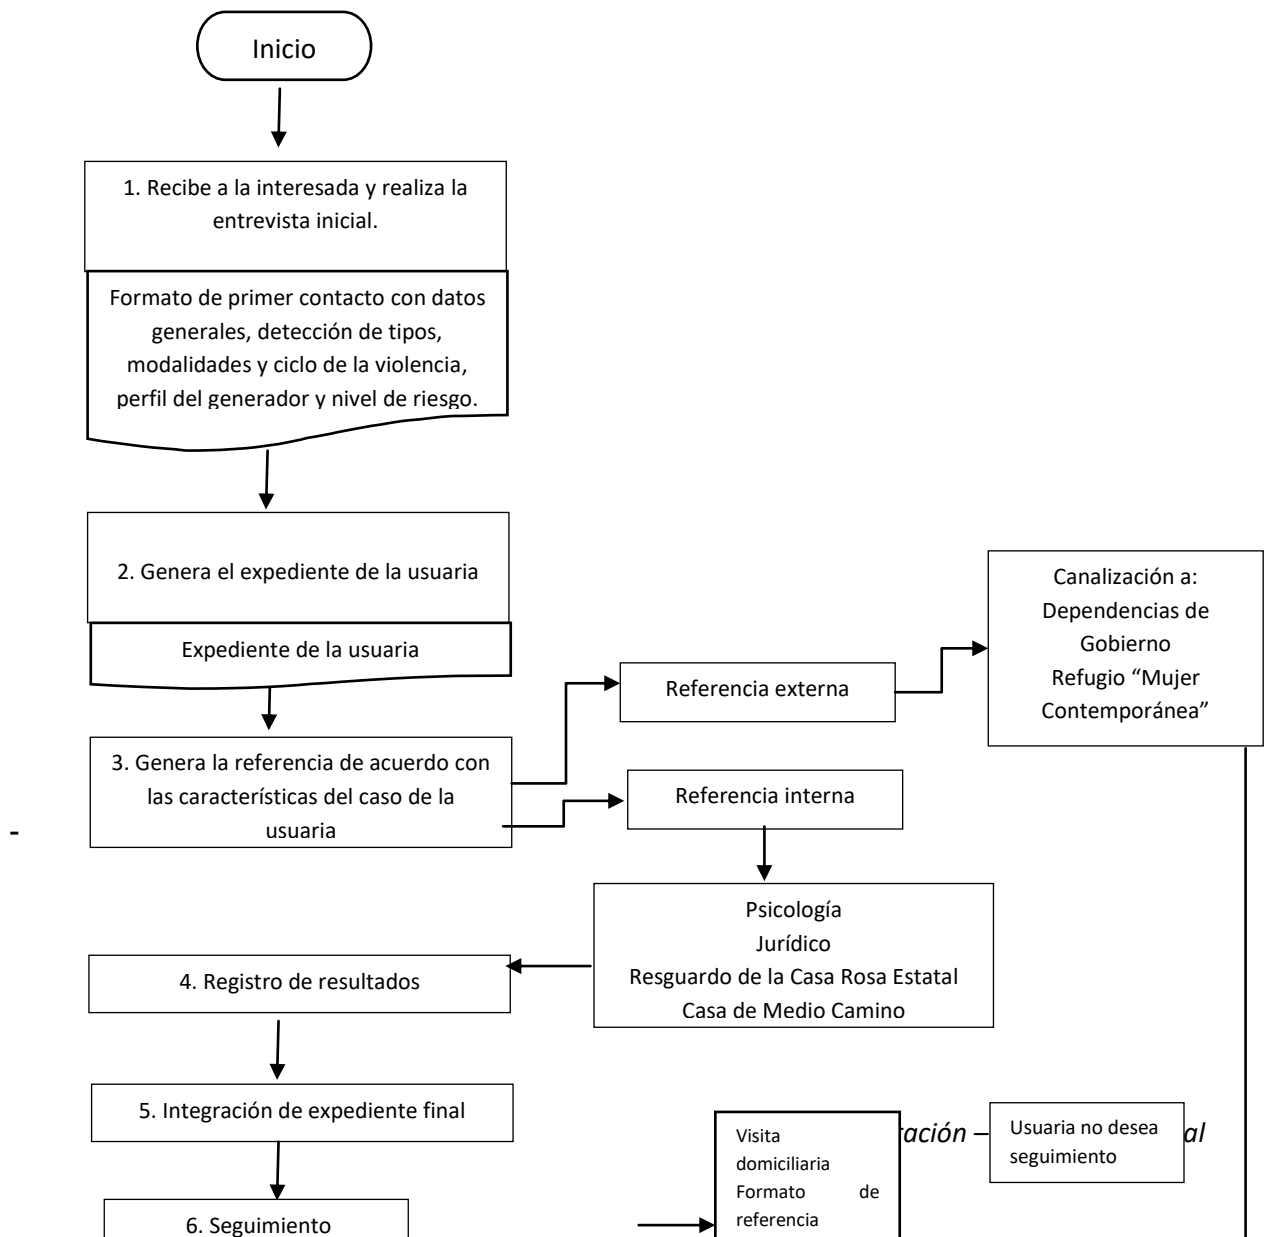 Inicio
1. Recibe a la interesada y realiza la
entrevista inicial.
Formato de primer contacto con datos
generales, detección de tipos,
modalidades y ciclo de la violencia,
perfil del generador y nivel de riesgo.
2. Genera el expediente de la usuaria
Expediente de la usuaria
Canalización a:
Dependencias de
Gobierno
Refugio “Mujer
Contemporánea”
Referencia externa
3. Genera la referencia de acuerdo con
las características del caso de la
usuaria
Referencia interna
-
Psicología
Jurídico
Resguardo de la Casa Rosa Estatal
Casa de Medio Camino
4. Registro de resultados
5. Integración de expediente final
Visita
domiciliaria
Formato de
referencia
Usuaria no desea
seguimiento
6. Seguimiento